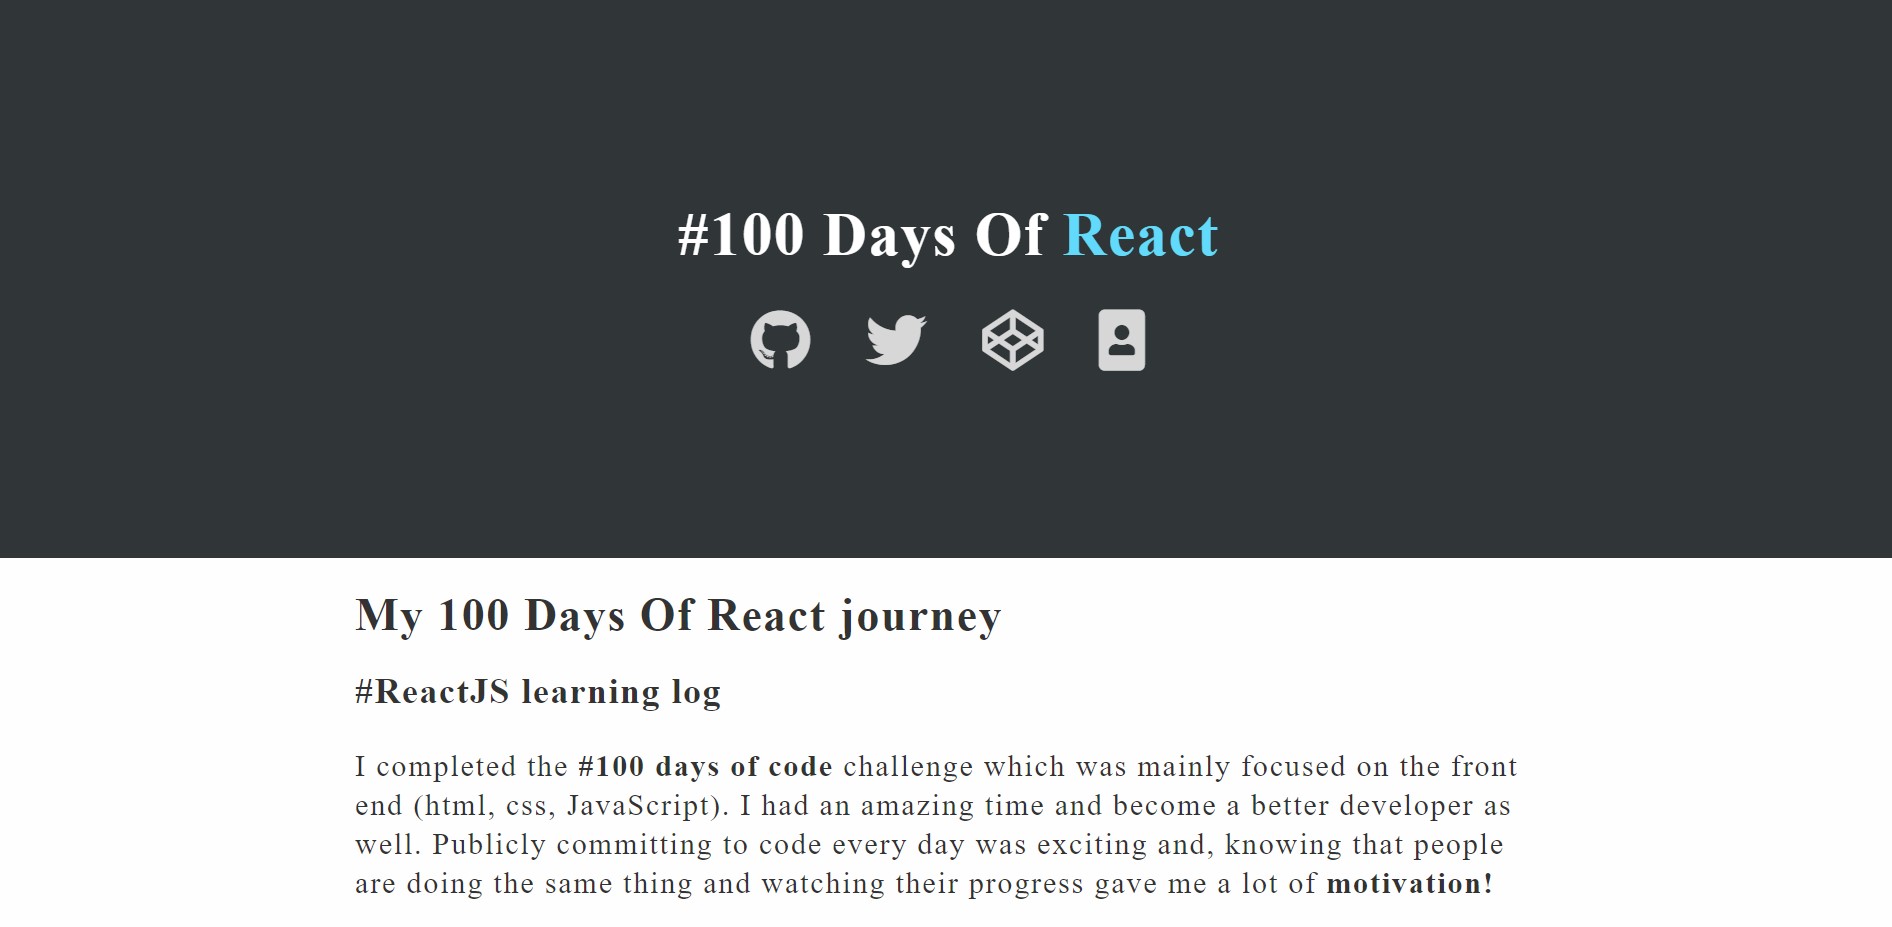 #100 Days Of React
My 100 Days Of React journey
#ReactJS learning log
I completed the #100 days of code challenge which was mainly focused on the front
end (html, css, JavaScript). I had an amazing time and become a better developer as
well. Publicly committing to code every day was exciting and, knowing that people
are doing the same thing and watching their progress gave me a lot of motivation!